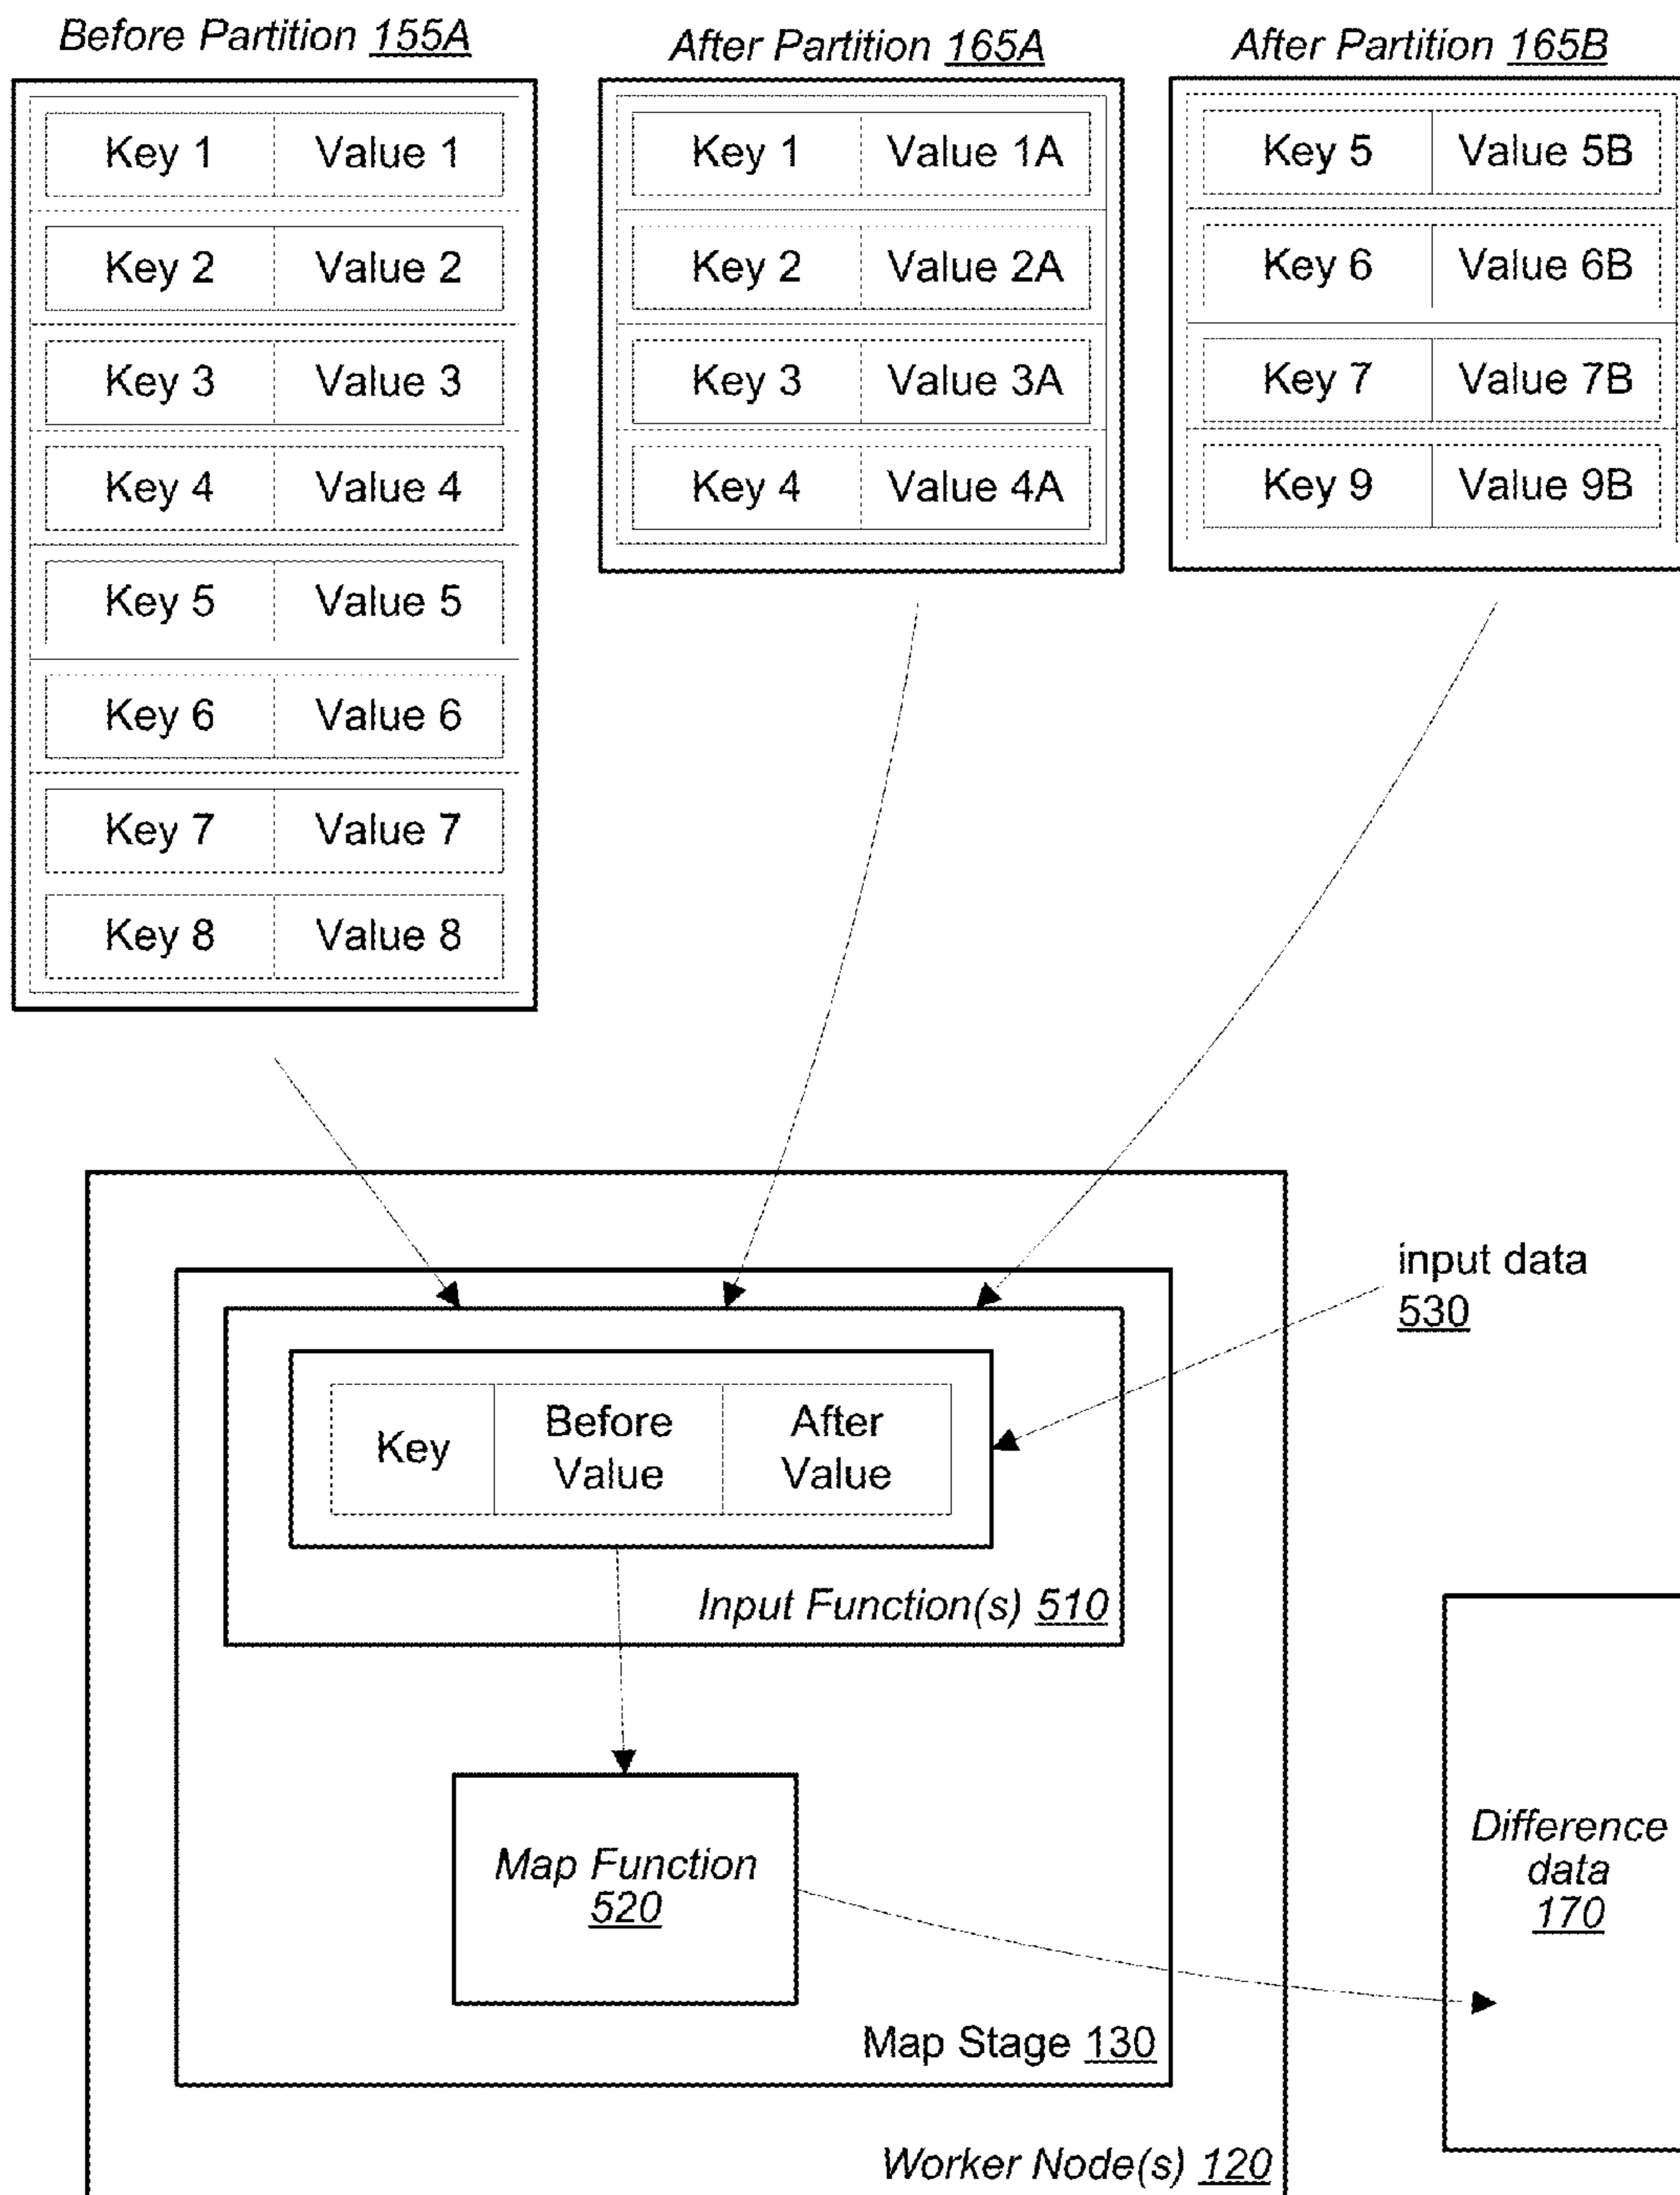 Before Partition 155A
Key 1 Value 1
Key 2 Value 2
Key 3 Value 3
Key 4 Value 4
Key 5 Value 5
Key 6 Value 6
Key 7 Value 7
Key 8 Value 8
After Partition 165A
Key 1 Value 1A
Key 2 Value 2A
Key 3 Value 3A
Key 4 Value 4A
After Partition 165B
Key 5 Value 5B
Key 6 Value 6B
Key 7 Value 7B
Key 9 Value 9B
input data
530
Key
Before
Value
After
Value
Input Function(s) 510
Map Function
520
Map Stage 130
Worker Node(s) 120
Difference
data
170